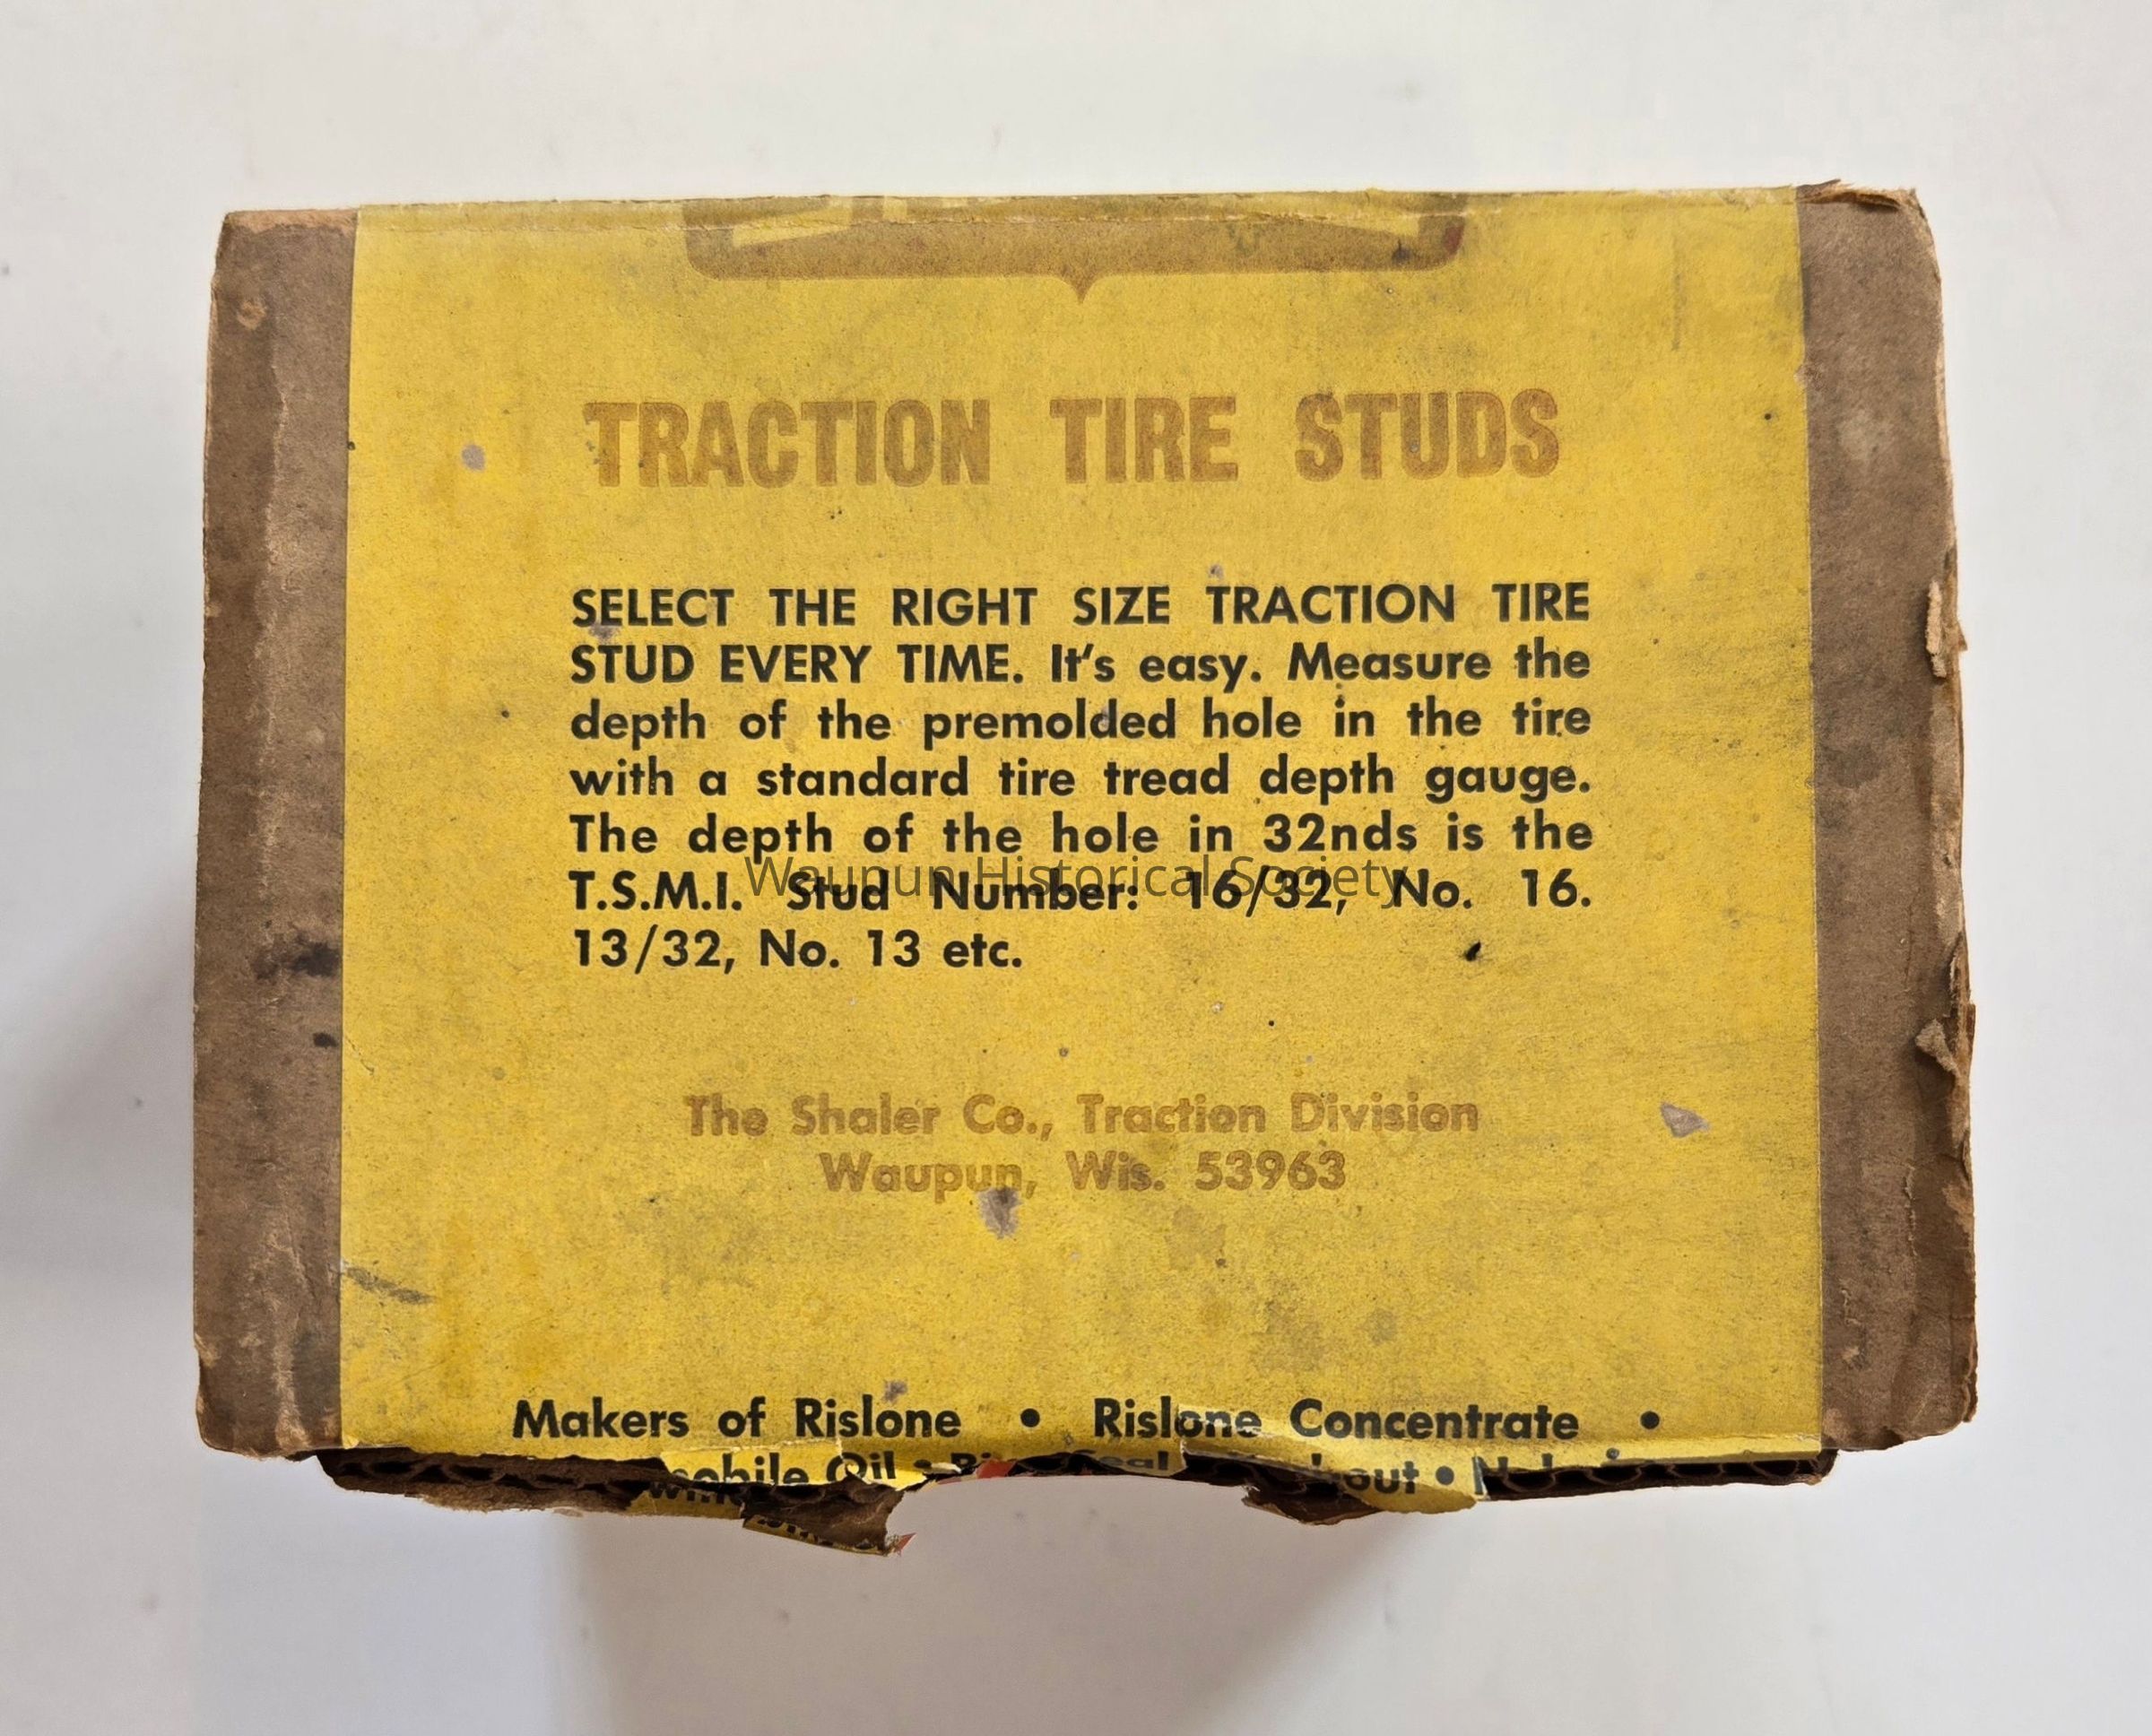 TRACTION TIRE STUDS
SELECT THE RIGHT SIZE TRACTION TIRE
STUD EVERY TIME. It's easy. Measure the
depth of the premolded hole in the tire
with a standard tire tread depth gauge.
The depth of the hole in 32nds is the
Waupun Historical Society
T.S.M.I. Stud Number: 16/32, No. 16.
13/32, No. 13 etc.
The Shaler Co., Traction Division
Waupun, Wis. 53963
Makers of Rislone • Rislone Concentrate •
Oil •